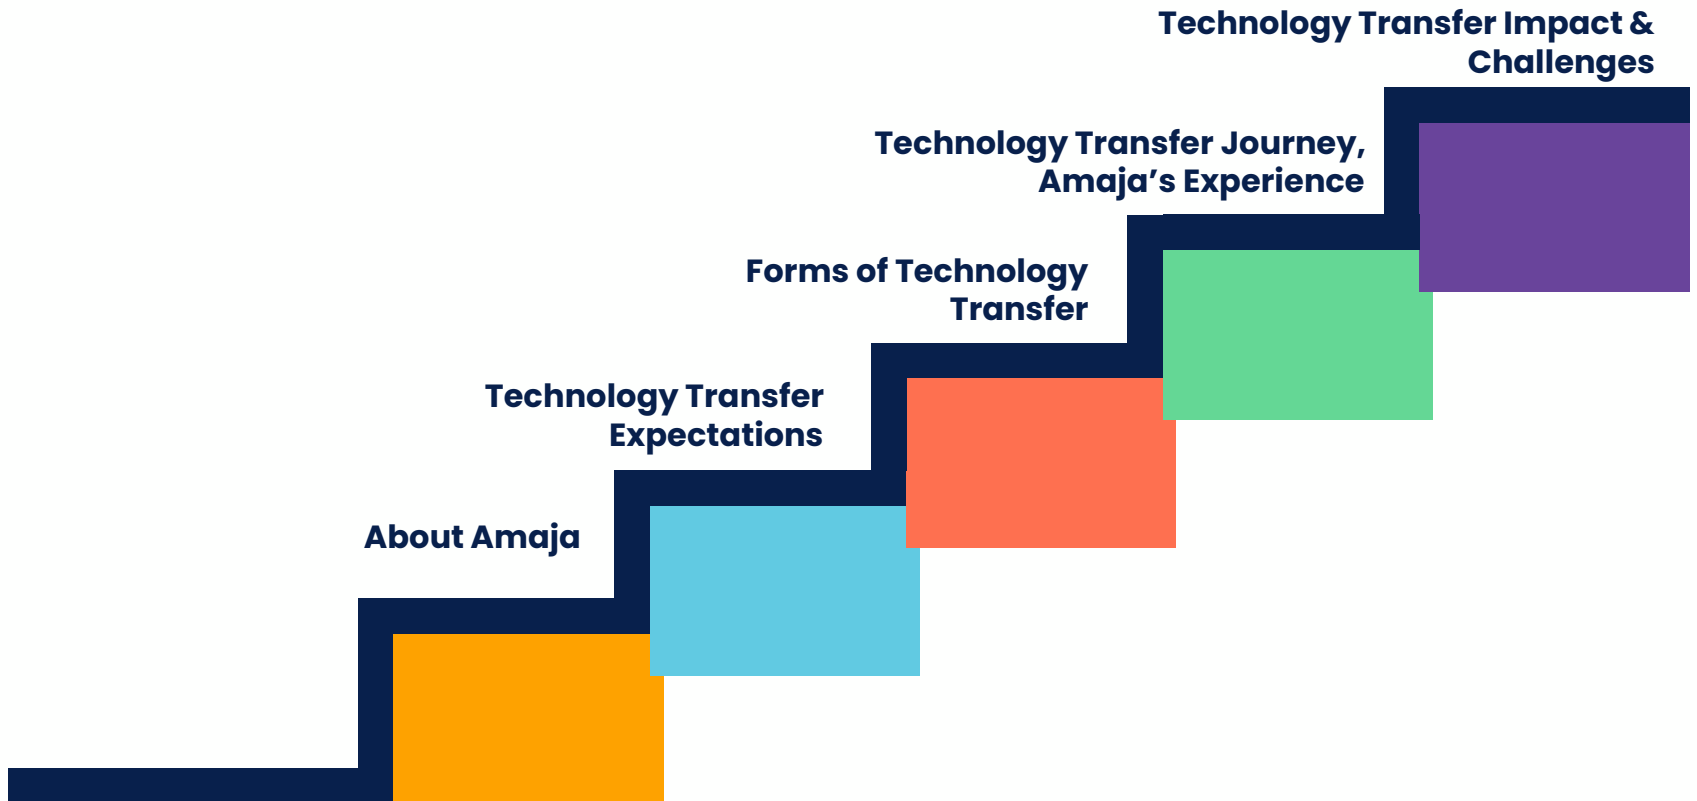 Technology Transfer Impact &
Challenges
Technology Transfer Journey,
Amaja’s Experience
Forms of Technology
Transfer
Technology Transfer
Expectations
About Amaja